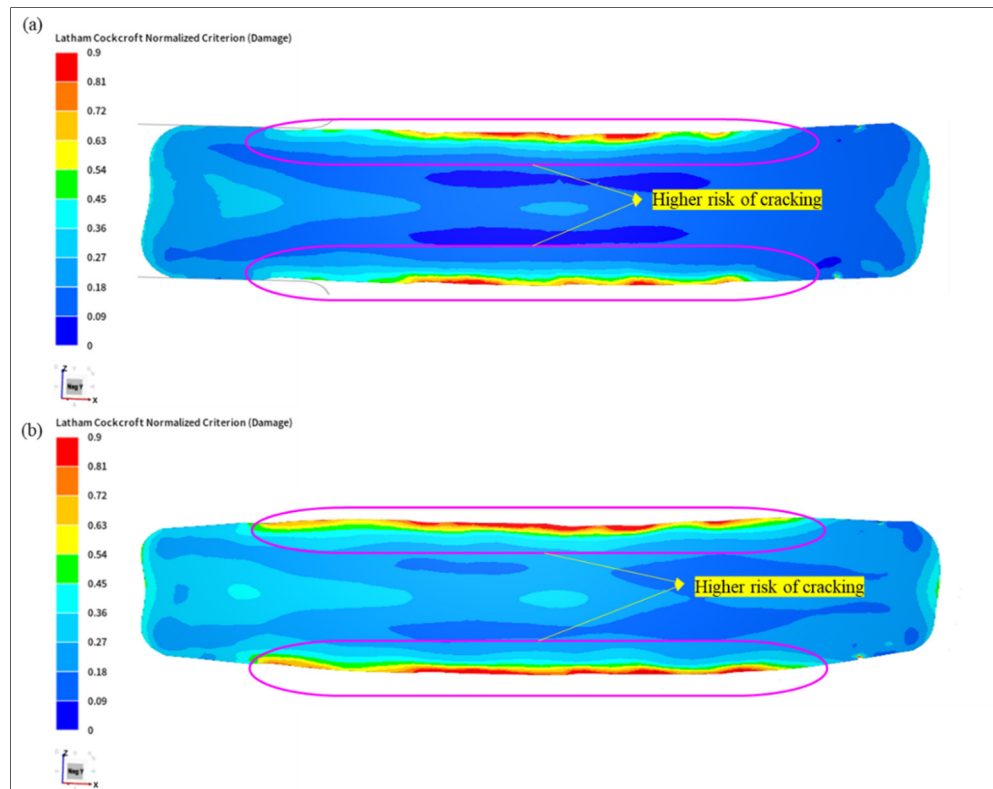 (a)
Latham Cockcroft Normalized Criterion (Damage)
0.9
0.81
0.72
0.63
0.54
0.45
0.36
0.27
0.18
0.09
0
Higher risk of cracking
Z
Neg Y
X
(b)
Latham Cockcroft Normalized Criterion (Damage)
0.9
0.81
0.72
0.63
0.54
0.45
0.36
0.27
0.18
0.09
0
Higher risk of cracking
Z
Neg Y
X